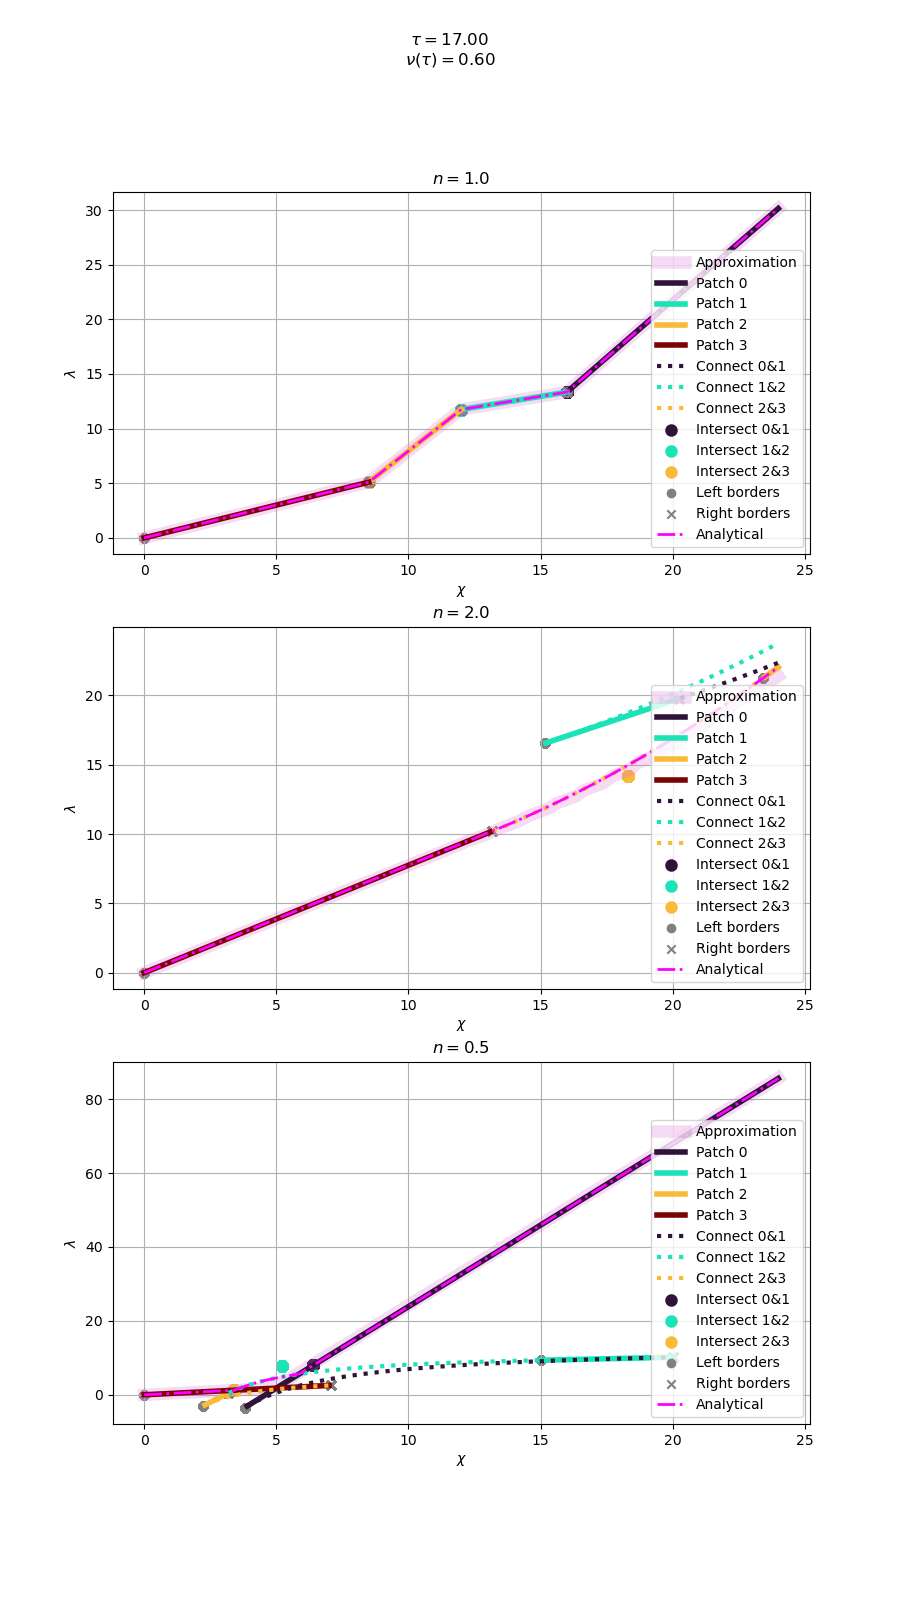 τ = 17.00
ν(τ) = 0.60
n = 1.0
30
25
20
15
10
5
0
λ
Approximation
Patch 0
Patch 1
Patch 2
Patch 3
Connect 0&1
Connect 1&2
Connect 2&3
Intersect 0&1
Intersect 1&2
Intersect 2&3
Left borders
Right borders
Analytical
0 5 10 15 20 25
χ
n = 2.0
20
15
10
5
0
λ
Approximation
Patch 0
Patch 1
Patch 2
Patch 3
Connect 0&1
Connect 1&2
Connect 2&3
Intersect 0&1
Intersect 1&2
Intersect 2&3
Left borders
Right borders
Analytical
0 5 10 15 20 25
χ
n = 0.5
80
60
40
20
0
λ
Approximation
Patch 0
Patch 1
Patch 2
Patch 3
Connect 0&1
Connect 1&2
Connect 2&3
Intersect 0&1
Intersect 1&2
Intersect 2&3
Left borders
Right borders
Analytical
0 5 10 15 20 25
χ